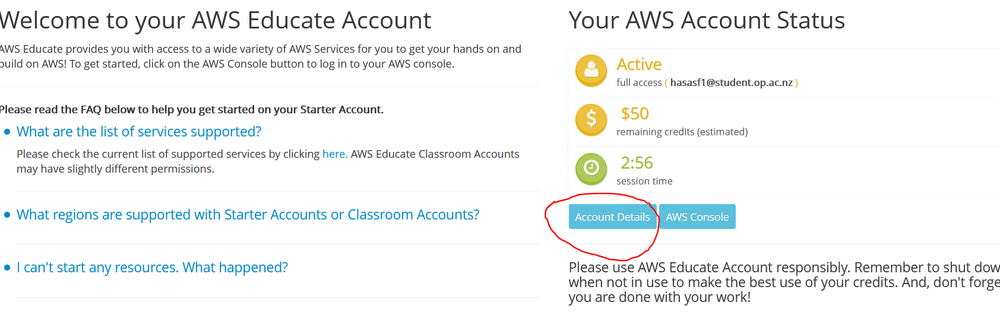 Welcome to your AWS Educate Account
AWS Educate provides you with access to a wide variety of AWS Services for you to get your hands on and
build on AWS! To get started, click on the AWS Console button to log in to your AWS console.
Please read the FAQ below to help you get started on your Starter Account.
What are the list of services supported?
Please check the current list of supported services by clicking here. AWS Educate Classroom Accounts
may have slightly different permissions.
What regions are supported with Starter Accounts or Classroom Accounts?
I can't start any resources. What happened?
Your AWS Account Status
Active
full access ( hasasf1@student.op.ac.nz )
$50
remaining credits (estimated)
2:56
session time
Account Details AWS Console
Please use AWS Educate Account responsibly. Remember to shut dow
when not in use to make the best use of your credits. And, don't forge
you are done with your work!